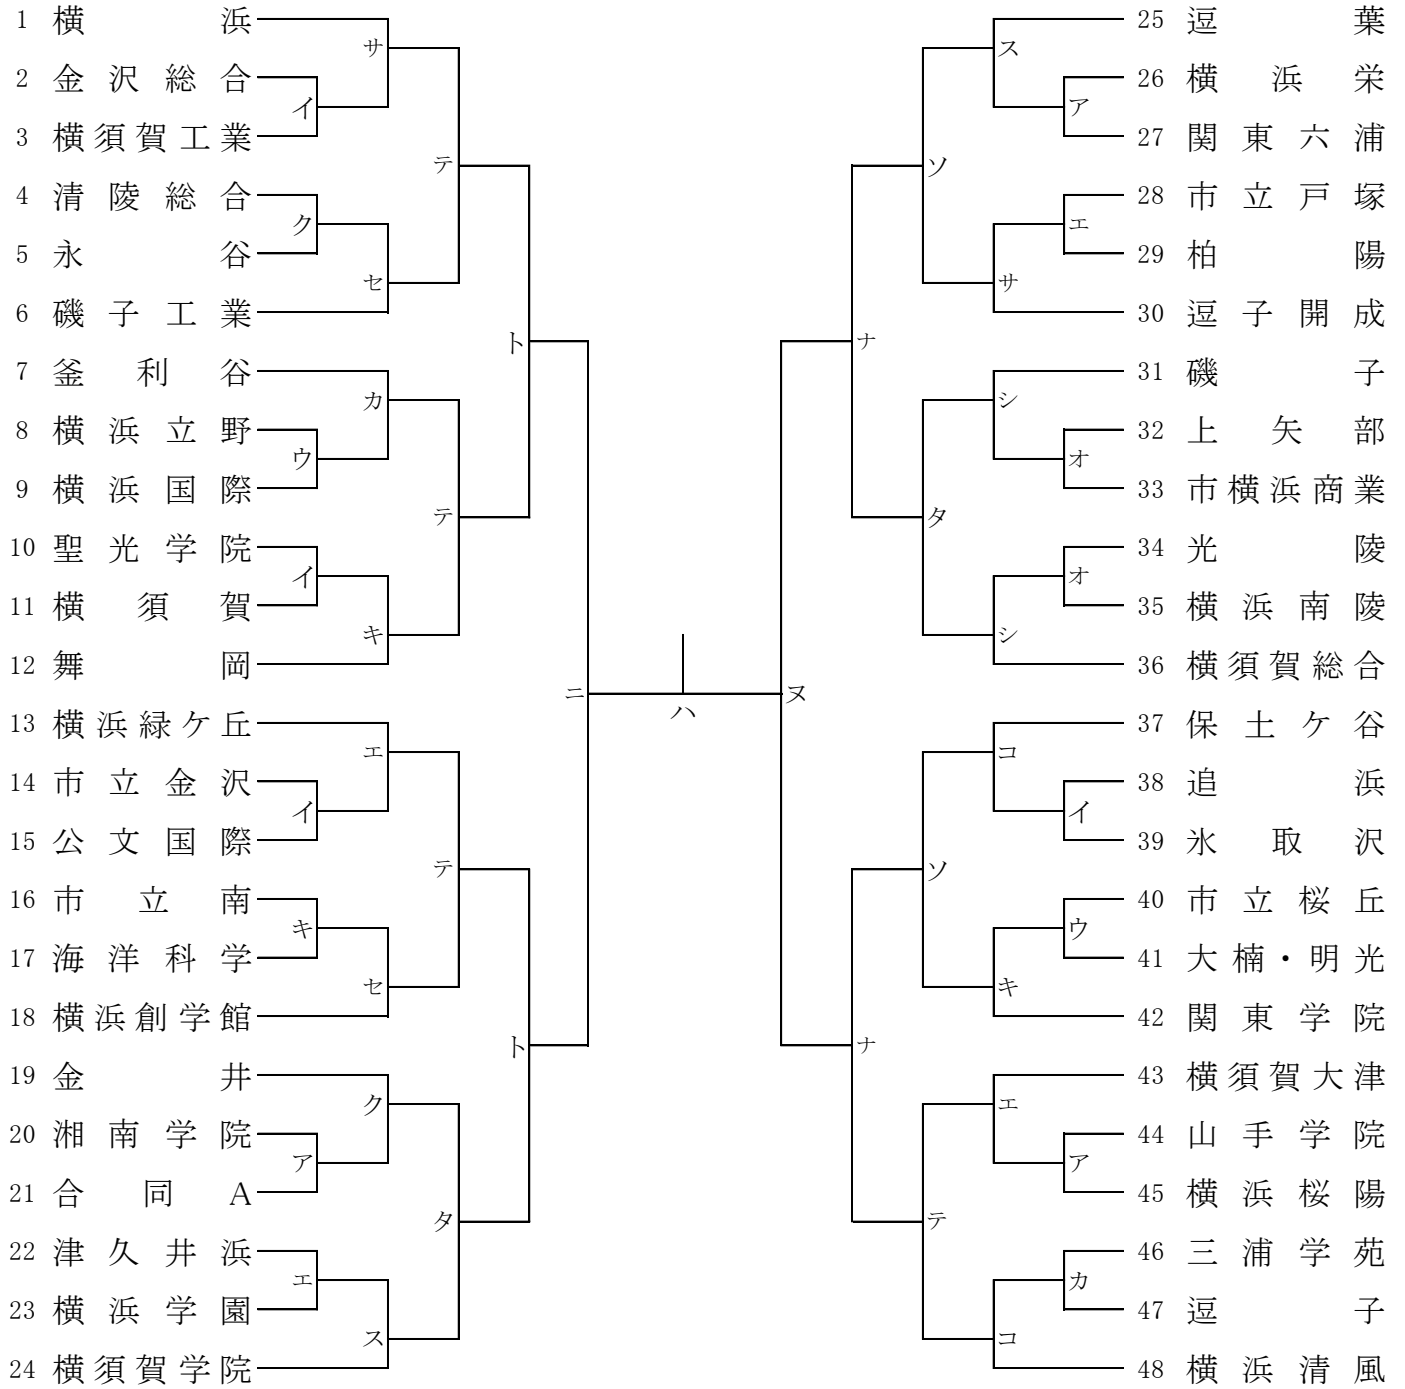 1 横浜
サ
2 金沢総合
イ
3 横須賀工業
テ
4 清陵総合
ク
5 永谷
セ
6 磯子工業
ト
7 釜利谷
カ
8 横浜立野
ウ
9 横浜国際
テ
10 聖光学院
イ
11 横須賀
キ
12 舞岡
ニ
13 横浜緑ケ丘
エ
14 市立金沢
イ
15 公文国際
テ
16 市立南
キ
17 海洋科学
セ
18 横浜創学館
ト
19 金井
ク
20 湘南学院
ア
21 合同A
タ
22 津久井浜
エ
23 横浜学園
ス
24 横須賀学院
ハ
25 逗葉
ス
26 横浜栄
ア
27 関東六浦
ソ
28 市立戸塚
エ
29 柏陽
サ
30 逗子開成
ナ
31 磯子
シ
32 上矢部
オ
33 市横浜商業
タ
34 光陵
オ
35 横浜南陵
シ
36 横須賀総合
ヌ
37 保土ケ谷
コ
38 追浜
イ
39 氷取沢
ソ
40 市立桜丘
ウ
41 大楠・明光
キ
42 関東学院
ナ
43 横須賀大津
エ
44 山手学院
ア
45 横浜桜陽
テ
46 三浦学苑
カ
47 逗子
コ
48 横浜清風